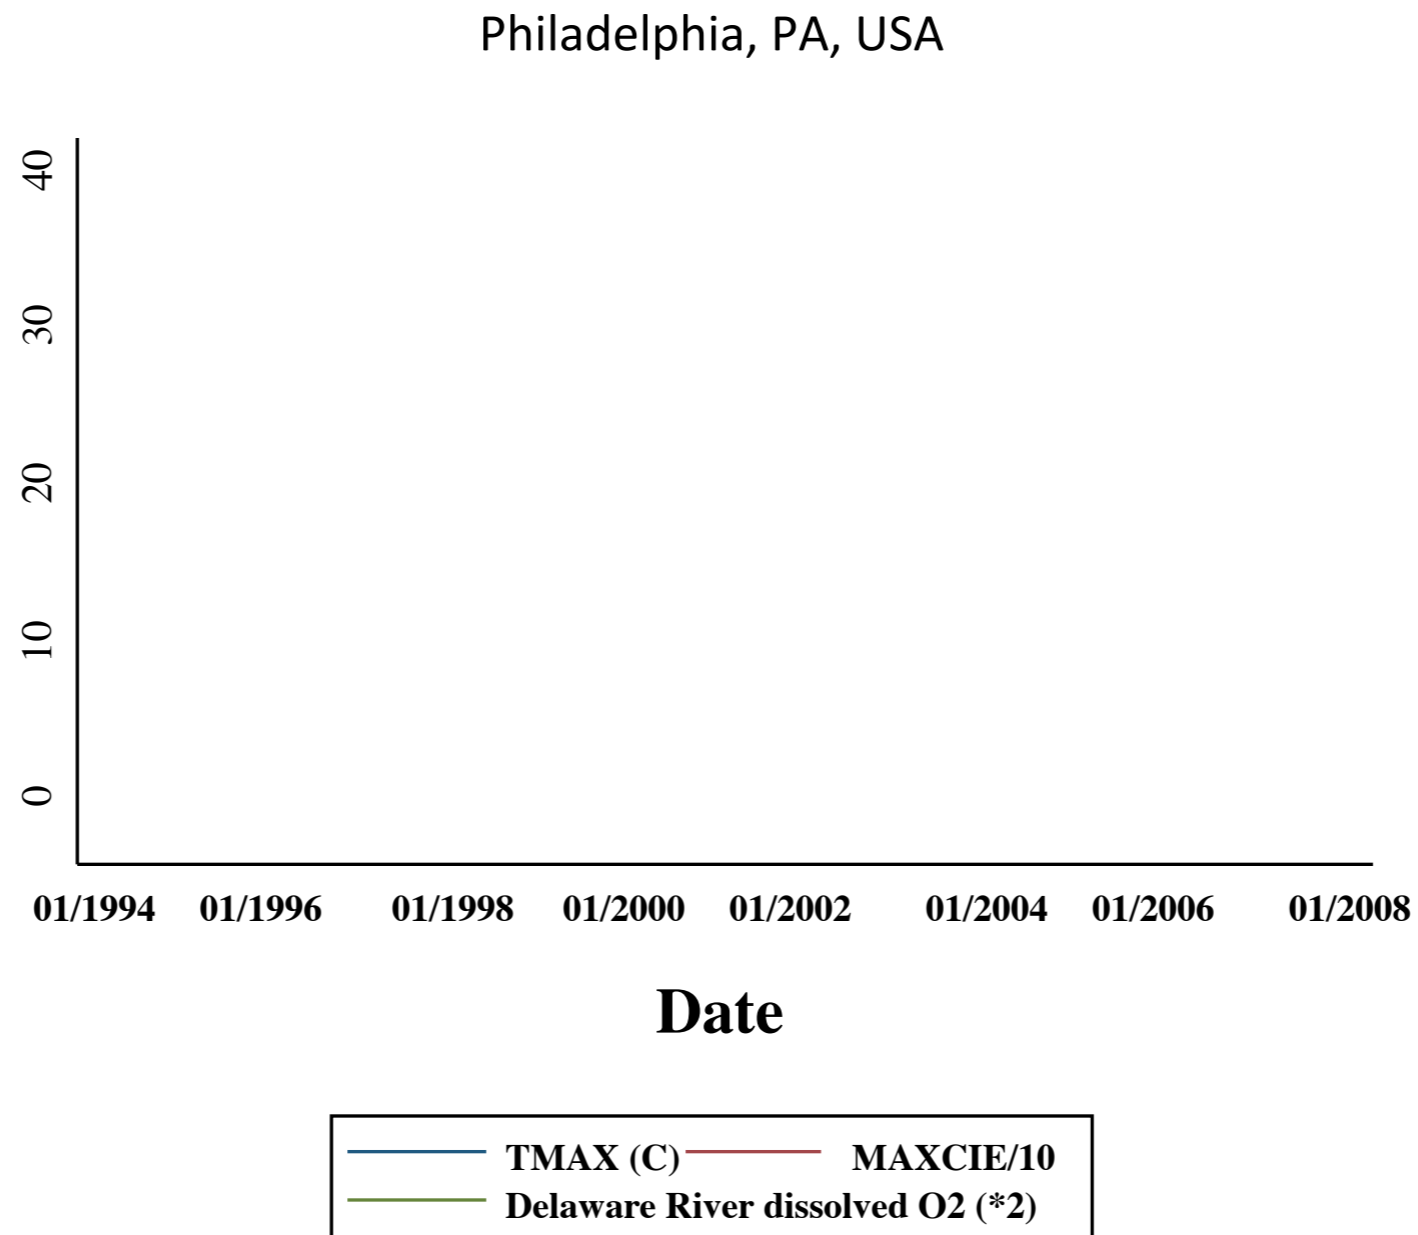 Philadelphia, PA, USA
40
30
20
10
0
01/1994 01/1996 01/1998 01/2000 01/2002 01/2004 01/2006 01/2008
Date
TMAX (C) MAXCIE/10
Delaware River dissolved O2 (*2)